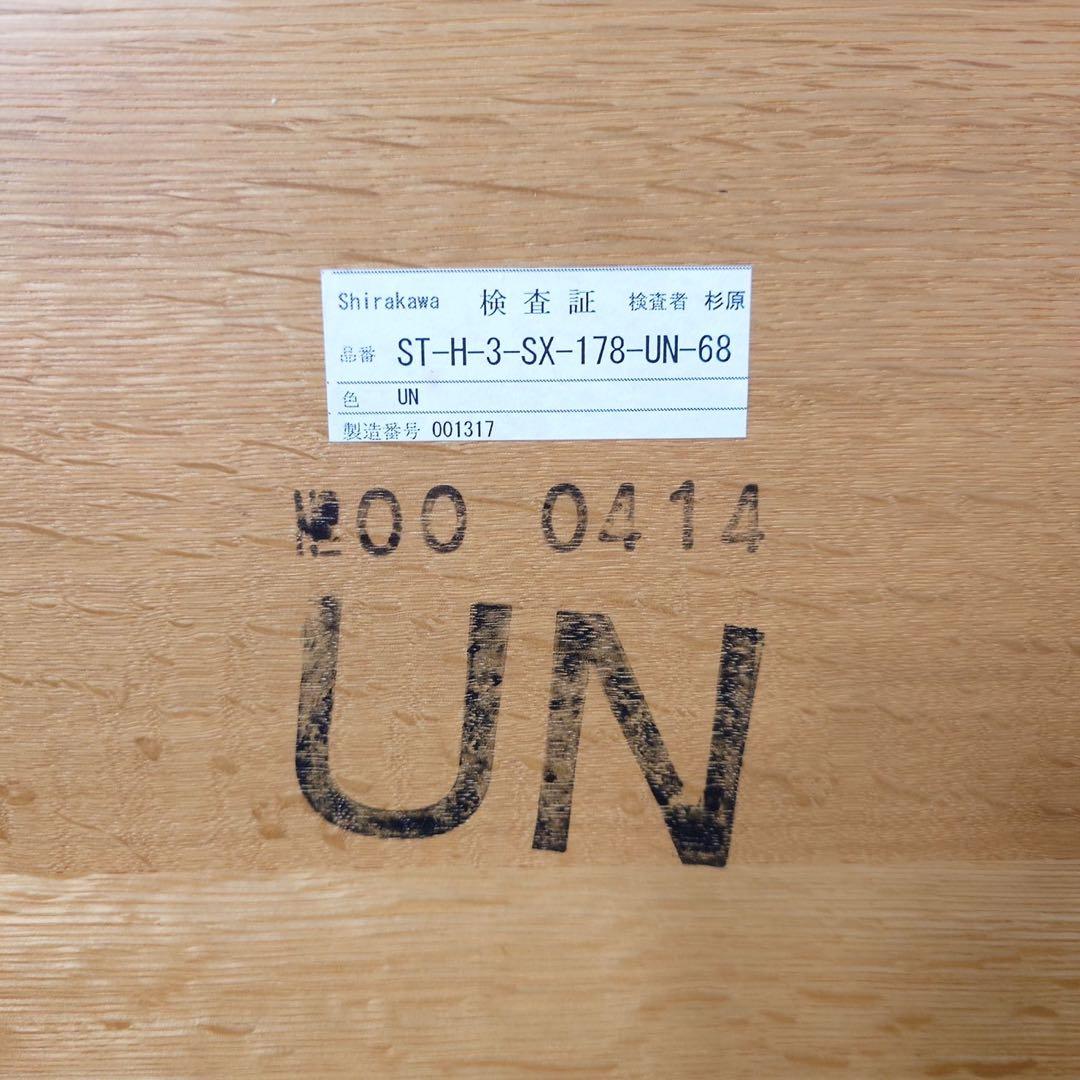 Shirakawa 検査証 検査者 杉原
品番 ST-H-3-SX-178-UN-68
色 UN
製造番号 001317
00 0414
UN